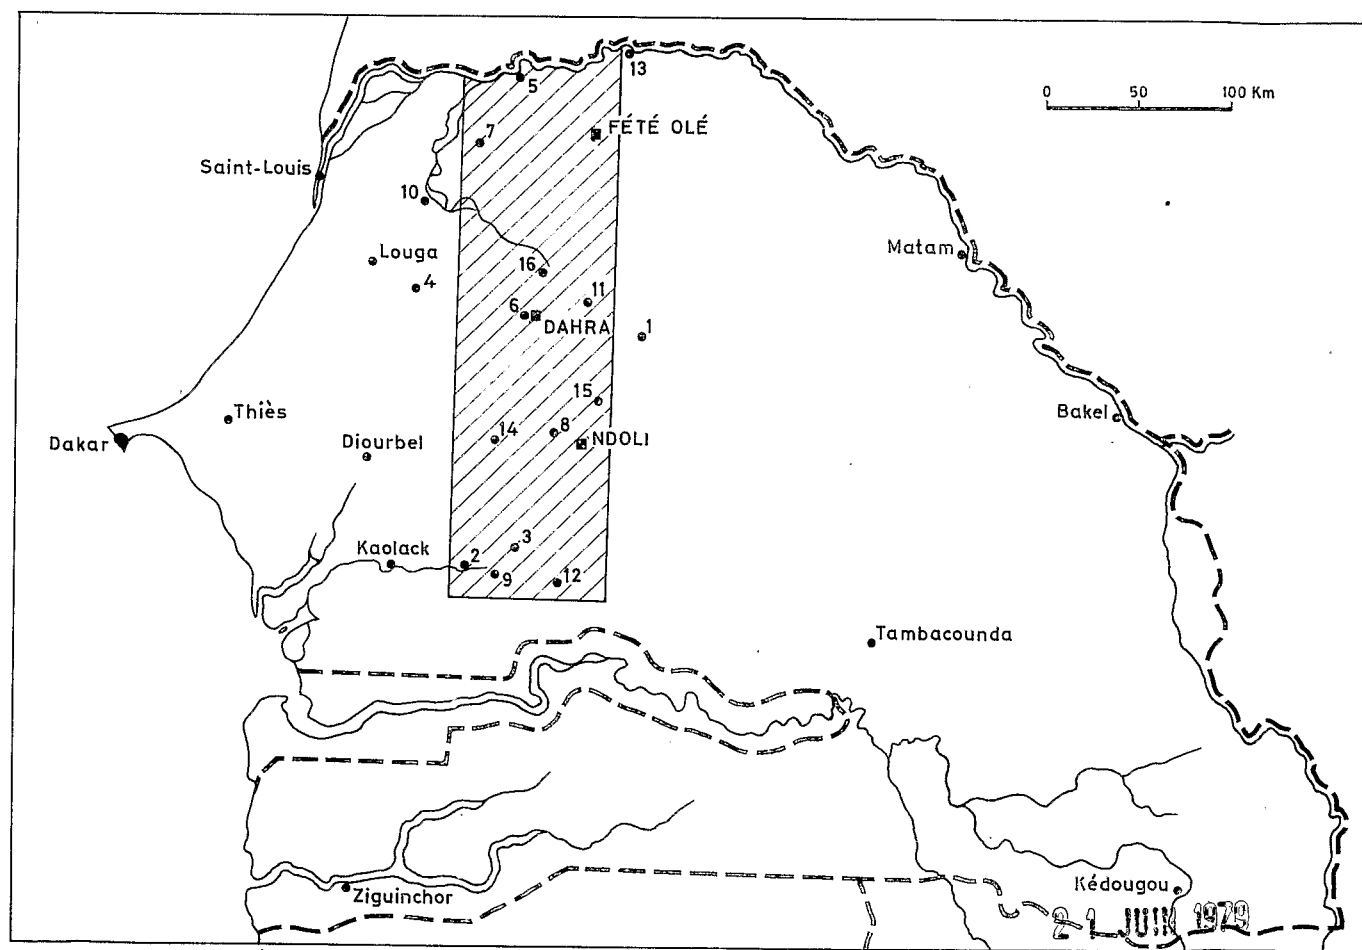 0 50 100 Km
13
5
FÉTÉ OLÉ
7
Saint-Louis
10
Matam
Louga
16
4
11
6
DAHRA
1
15
Thiès
Bakel
14
8
Dakar
Diourbel
NDOLI
3
Kaolack
2
9
12
Tambacounda
Kédougou
Ziguinchor
21 JUIN 1979